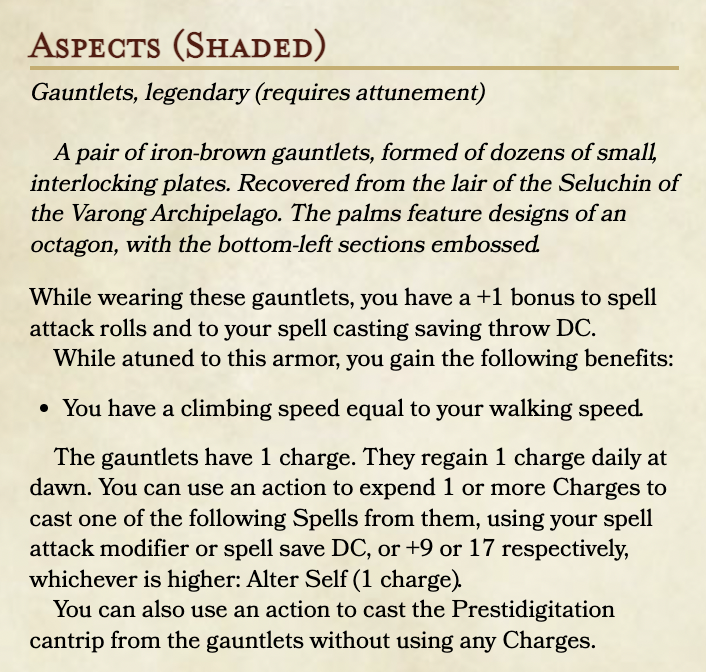 Aspects (Shaded)
Gauntlets, legendary (requires attunement)
A pair of iron-brown gauntlets, formed of dozens of small,
interlocking plates. Recovered from the lair of the Seluchin of
the Varong Archipelago. The palms feature designs of an
octagon, with the bottom-left sections embossed.
While wearing these gauntlets, you have a +1 bonus to spell
attack rolls and to your spell casting saving throw DC.
While atuned to this armor, you gain the following benefits:
• You have a climbing speed equal to your walking speed.
The gauntlets have 1 charge. They regain 1 charge daily at
dawn. You can use an action to expend 1 or more Charges to
cast one of the following Spells from them, using your spell
attack modifier or spell save DC, or +9 or 17 respectively,
whichever is higher: Alter Self (1 charge).
You can also use an action to cast the Prestidigitation
cantrip from the gauntlets without using any Charges.